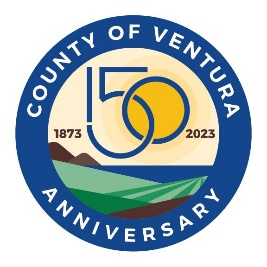 COUNTY OF VENTURA
150
1873 2023
ANNIVERSARY